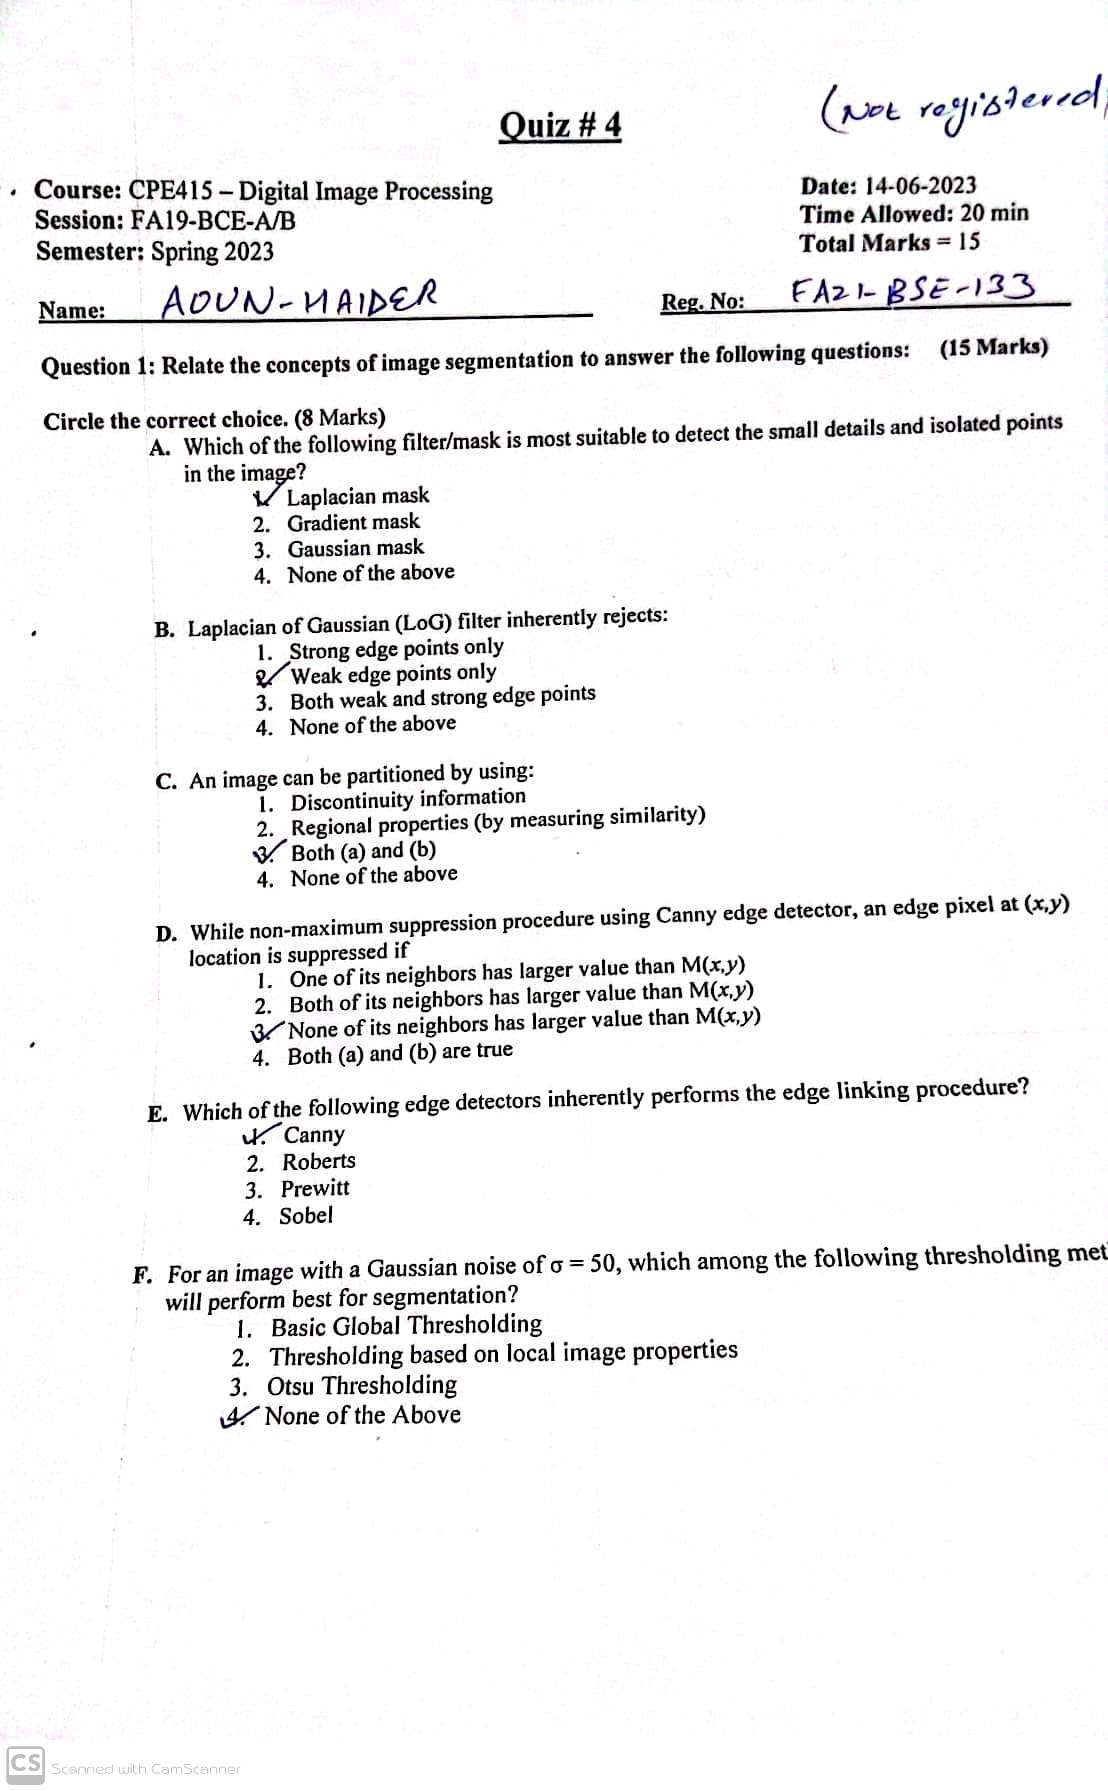 (Not registered)
Quiz # 4
Course: CPE415 – Digital Image Processing
Date: 14-06-2023
Session: FA19-BCE-A/B
Time Allowed: 20 min
Semester: Spring 2023
Total Marks = 15
Name: AOUN-HAIDER
Reg. No: FA21-BSE-133
Question 1: Relate the concepts of image segmentation to answer the following questions: (15 Marks)
Circle the correct choice. (8 Marks)
A. Which of the following filter/mask is most suitable to detect the small details and isolated points
in the image?
1. Laplacian mask
2. Gradient mask
3. Gaussian mask
4. None of the above
B. Laplacian of Gaussian (LoG) filter inherently rejects:
1. Strong edge points only
2. Weak edge points only
3. Both weak and strong edge points
4. None of the above
C. An image can be partitioned by using:
1. Discontinuity information
2. Regional properties (by measuring similarity)
3. Both (a) and (b)
4. None of the above
D. While non-maximum suppression procedure using Canny edge detector, an edge pixel at (x,y)
location is suppressed if
1. One of its neighbors has larger value than M(x,y)
2. Both of its neighbors has larger value than M(x,y)
3. None of its neighbors has larger value than M(x,y)
4. Both (a) and (b) are true
E. Which of the following edge detectors inherently performs the edge linking procedure?
1. Canny
2. Roberts
3. Prewitt
4. Sobel
F. For an image with a Gaussian noise of σ = 50, which among the following thresholding met
will perform best for segmentation?
1. Basic Global Thresholding
2. Thresholding based on local image properties
3. Otsu Thresholding
4. None of the Above
CS Scanned with CamScanner